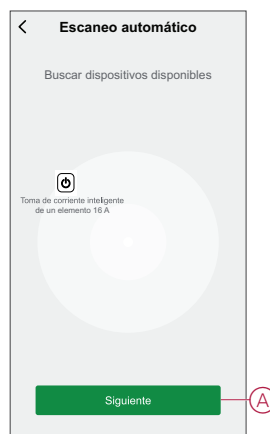 Escaneo automático
Buscar dispositivos disponibles
Toma de corriente inteligente
de un elemento 16 A
Siguiente
A